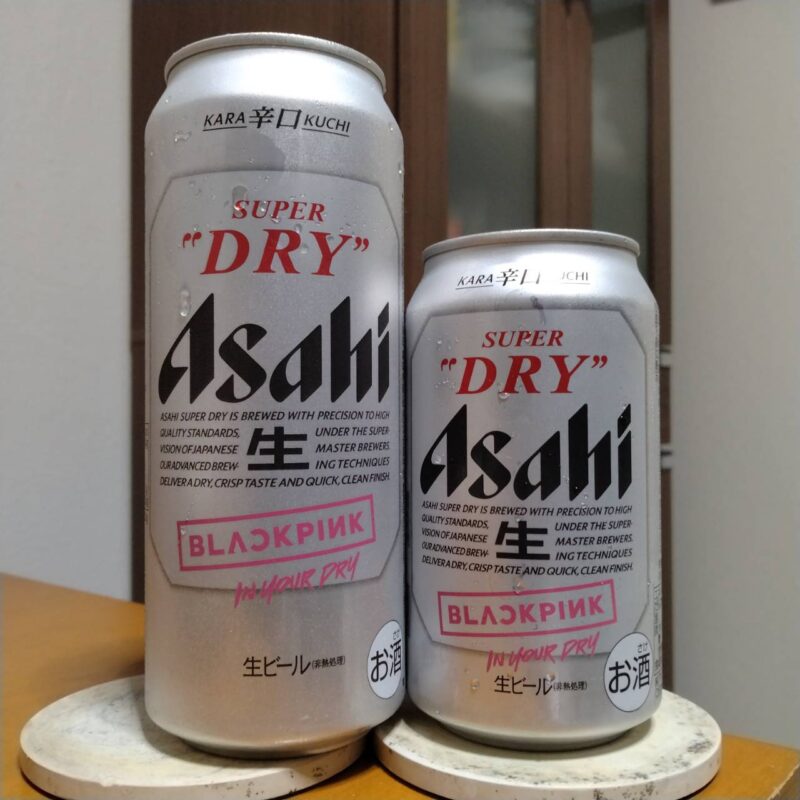 KARA 辛口 KUCHI
SUPER
"DRY"
Asahi
ASAHI SUPER DRY IS BREWED WITH PRECISION TO HIGH
QUALITY STANDARDS, UNDER THE SUPER-
VISION OF JAPANESE 生 MASTER BREWERS.
OUR ADVANCED BREW- ING TECHNIQUES
DELIVER A DRY, CRISP TASTE AND QUICK, CLEAN FINISH.
BLACKPINK
IN YOUR DRY
生ビール(非熱処理)
さけ
お酒
KARA 辛口 UCHI
SUPER
"DRY"
Asahi
ASAHI SUPER DRY IS BREWED WITH PRECISION TO HIGH
QUALITY STANDARDS, UNDER THE SUPER-
VISION OF JAPANESE 生 MASTER BREWERS.
OUR ADVANCED BREW- ING TECHNIQUES
DELIVER A DRY, CRISP TASTE AND QUICK, CLEAN FINISH.
BLACKPINK
IN YOUR DRY
生ビール(非熱処理)
さけ
お酒